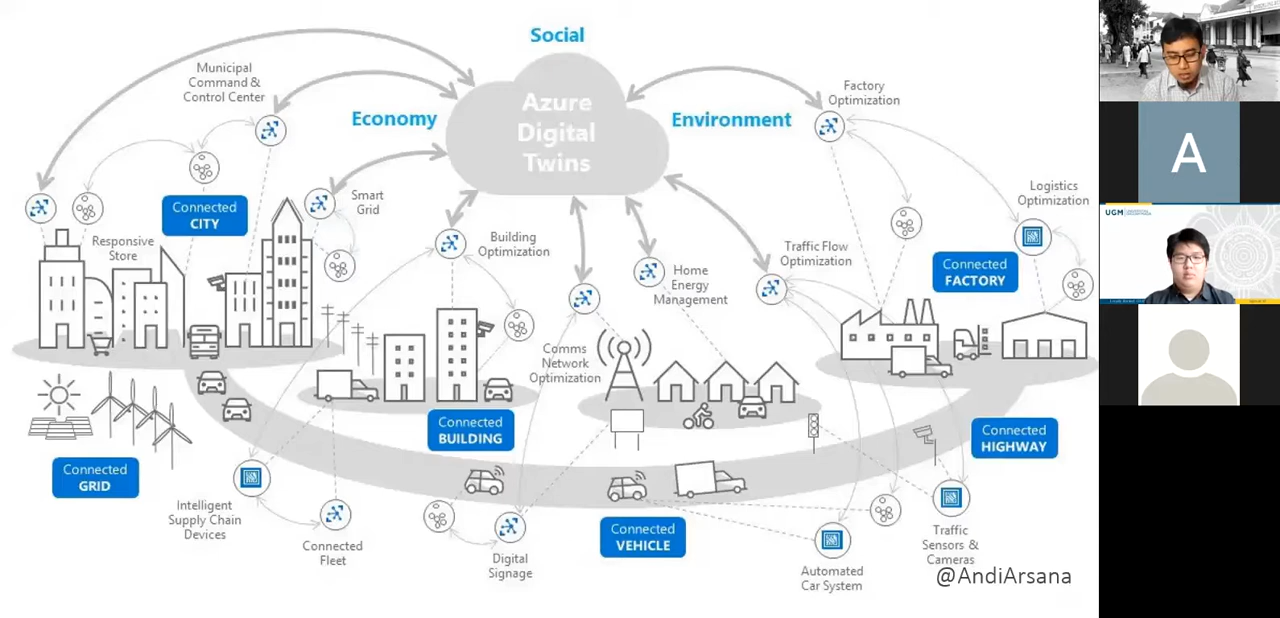 Social
Azure
Digital
Twins
Economy
Environment
Municipal
Command &
Control Center
Factory
Optimization
Connected
CITY
Smart
Grid
Responsive
Store
Building
Optimization
Home
Energy
Management
Traffic Flow
Optimization
Logistics
Optimization
Connected
FACTORY
Comms
Network
Optimization
Connected
BUILDING
Connected
HIGHWAY
Connected
GRID
Intelligent
Supply Chain
Devices
Connected
Fleet
Digital
Signage
Connected
VEHICLE
Automated
Car System
Traffic
Sensors &
Cameras
@AndiArsana
A
UGM